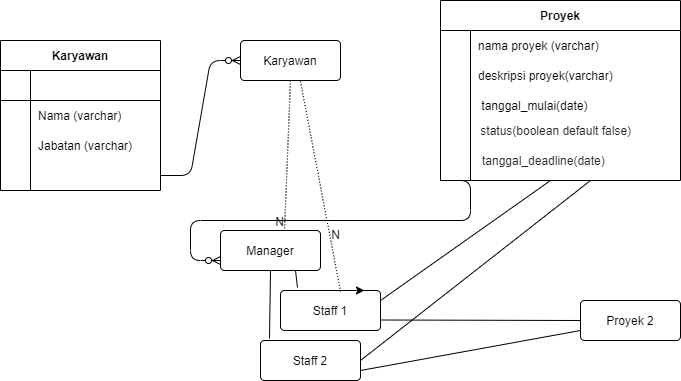 Proyek
nama proyek (varchar)
deskripsi proyek(varchar)
tanggal_mulai(date)
status(boolean default false)
tanggal_deadline(date)
Karyawan
Nama (varchar)
Jabatan (varchar)
Karyawan
N
N
Manager
Staff 1
Staff 2
Proyek 2